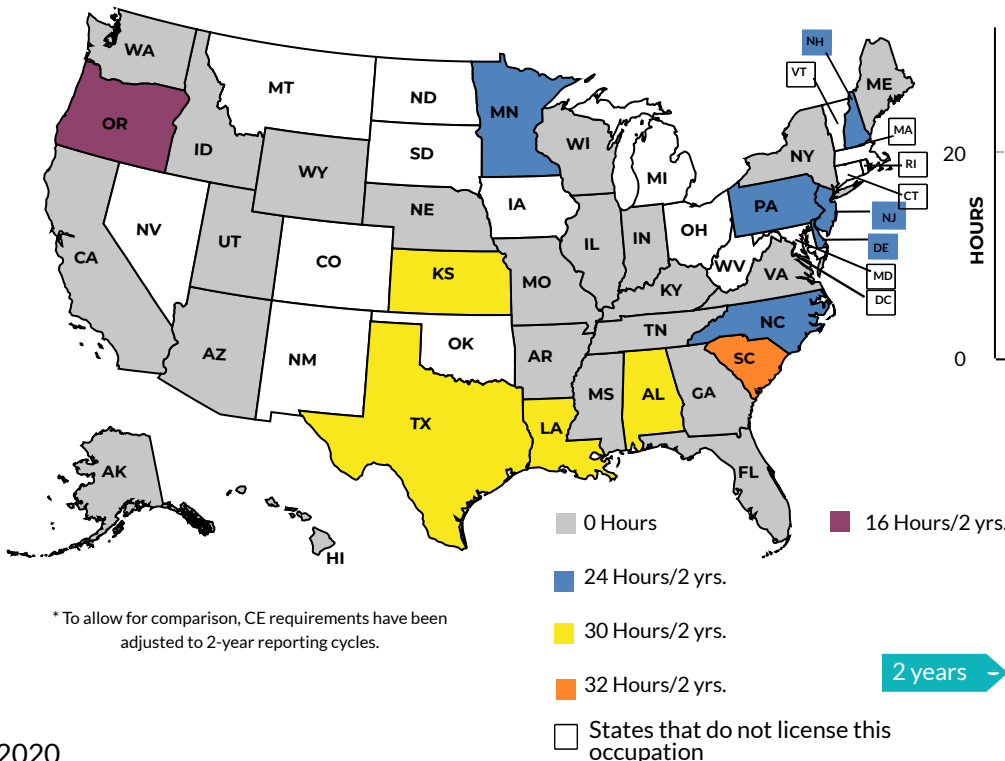 WA
MT
ND
MN
OR
ID
SD
WI
WY
NV
NE
IA
MI
UT
CO
KS
IL
IN
OH
PA
NY
ME
NH
VT
MA
RI
CT
NJ
DE
MD
DC
WV
VA
CA
MO
KY
AZ
NM
OK
AR
TN
NC
SC
TX
LA
MS
AL
GA
FL
AK
HI
20
HOURS
0
0 Hours
16 Hours/2 yrs.
24 Hours/2 yrs.
30 Hours/2 yrs.
32 Hours/2 yrs.
States that do not license this
occupation
* To allow for comparison, CE requirements have been
adjusted to 2-year reporting cycles.
2 years
2020